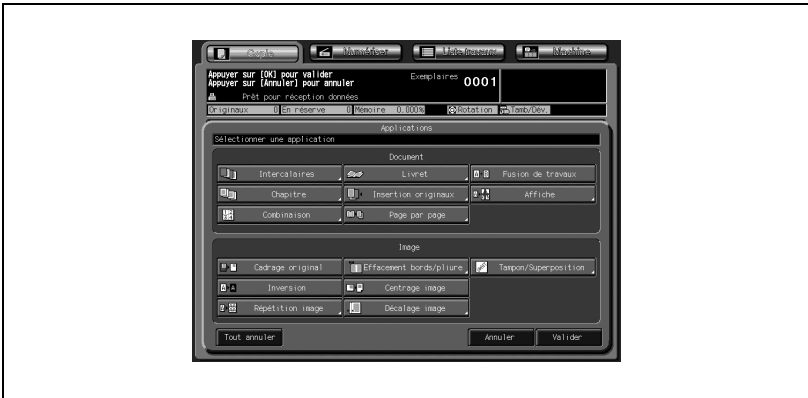 Copie Numériser Liste travaux Machine
Appuyer sur [OK] pour valider
Appuyer sur [Annuler] pour annuler
Exemplaires 0001
Prêt pour réception données
Originaux 0 En réserve 0 Mémoire 0.000% Rotation Tamb/Dév.
Applications
Sélectionner une application
Document
Intercalaires Livret Fusion de travaux
Chapitre Insertion originaux Affiche
Combinaison Page par page
Image
Cadrage original Effacement bords/pliure Tampon/Superposition
Inversion Centrage image
Répétition image Décalage image
Tout annuler Annuler Valider